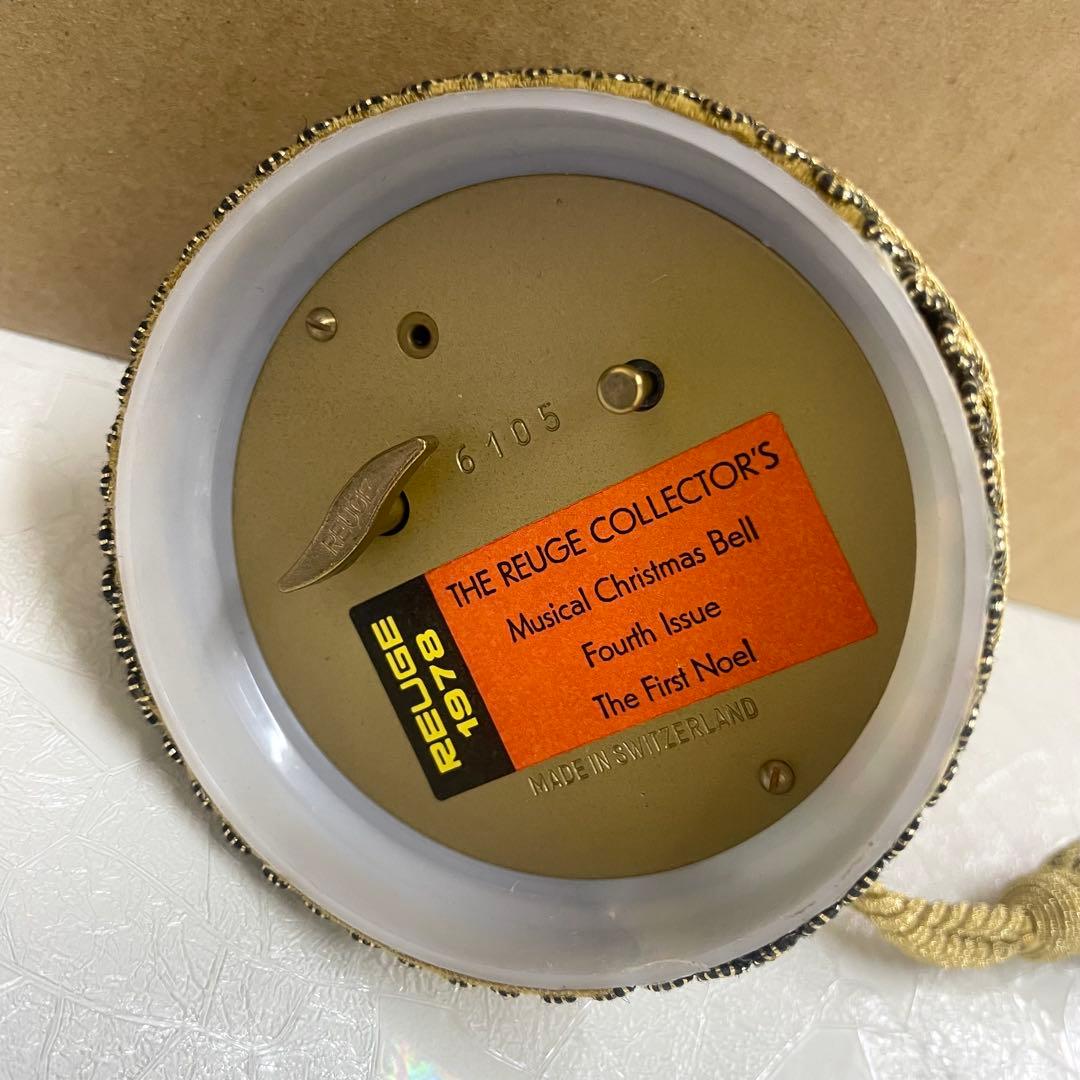 6105
REUGE
THE REUGE COLLECTOR'S
Musical Christmas Bell
Fourth Issue
The First Noel
REUGE
1978
MADE IN SWITZERLAND